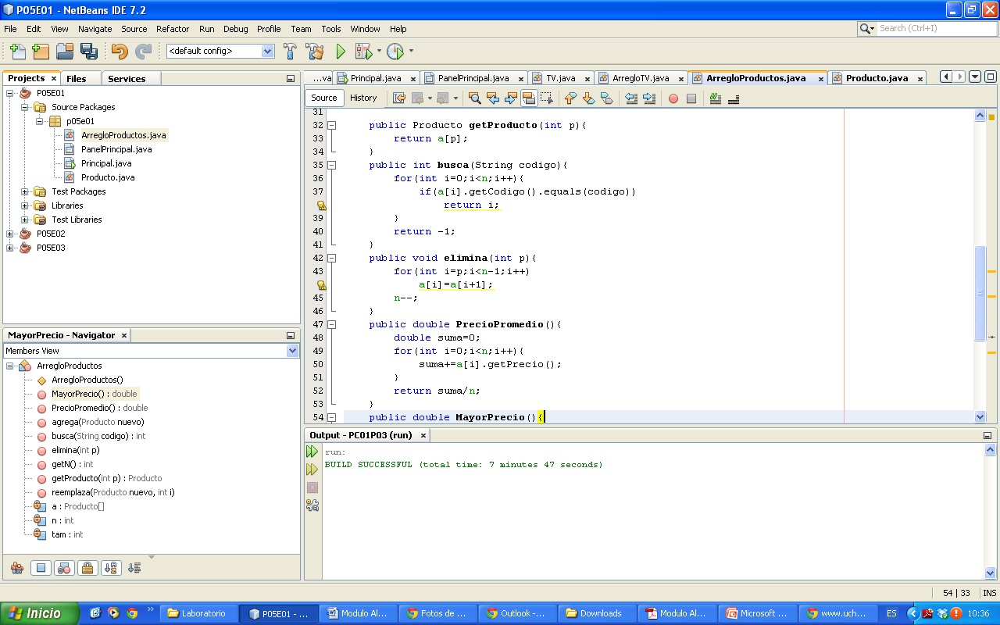 P05E01 - NetBeans IDE 7.2
File Edit View Navigate Source Refactor Run Debug Profile Team Tools Window Help
Search (Ctrl+I)
<default config>
Projects x Files Services
P05E01
Source Packages
p05e01
ArregloProductos.java
PanelPrincipal.java
Principal.java
Producto.java
Test Packages
Libraries
Test Libraries
P05E02
P05E03
MayorPrecio - Navigator x
Members View
ArregloProductos
ArregloProductos()
MayorPrecio() : double
PrecioPromedio() : double
agrega(Producto nuevo)
busca(String codigo) : int
elimina(int p)
getN() : int
getProducto(int p) : Producto
reemplaza(Producto nuevo, int i)
a : Producto[]
n : int
tam : int
...va Principal.java x PanelPrincipal.java x TV.java x ArregloTV.java x ArregloProductos.java x Producto.java x
Source History
31
32 public Producto getProducto(int p){
33 return a[p];
34 }
35 public int busca(String codigo){
36 for(int i=0;i<n;i++){
37 if(a[i].getCodigo().equals(codigo))
return i;
39 }
40 return -1;
41 }
42 public void elimina(int p){
43 for(int i=p;i<n-1;i++)
a[i]=a[i+1];
45 n--;
46 }
47 public double PrecioPromedio(){
48 double suma=0;
49 for(int i=0;i<n;i++){
50 suma+=a[i].getPrecio();
51 }
52 return suma/n;
53 }
54 public double MayorPrecio(){
Output - PC01P03 (run) x
run:
BUILD SUCCESSFUL (total time: 7 minutes 47 seconds)
54 | 33 INS
Inicio
Laboratorio
P05E01 - ...
Modulo Al...
Fotos de ...
Outlook -...
Downloads
Modulo Al...
Microsoft ...
www.uch...
ES
10:36